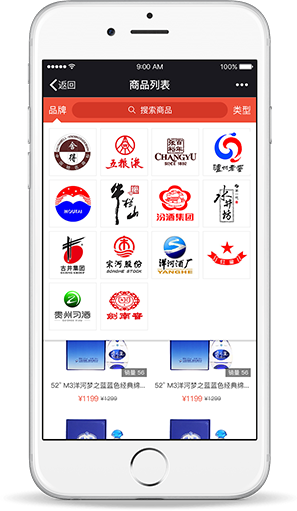 9:00 AM
100%
返回
商品列表
品牌
搜索商品
类型
舍得
五粮液
张裕百年
CHANGYU
SINCE 1892
泸州老窖
MOUTAI
牛栏山
汾酒集团
水井坊
古井集团
宋河股份
SONGHE STOCK
洋河酒厂
YANGHE
贵州习酒
剑南春
销量 56
销量 56
52° M3洋河梦之蓝蓝色经典绵...
52° M3洋河梦之蓝蓝色经典绵...
¥1199 ¥1299
¥1199 ¥1299